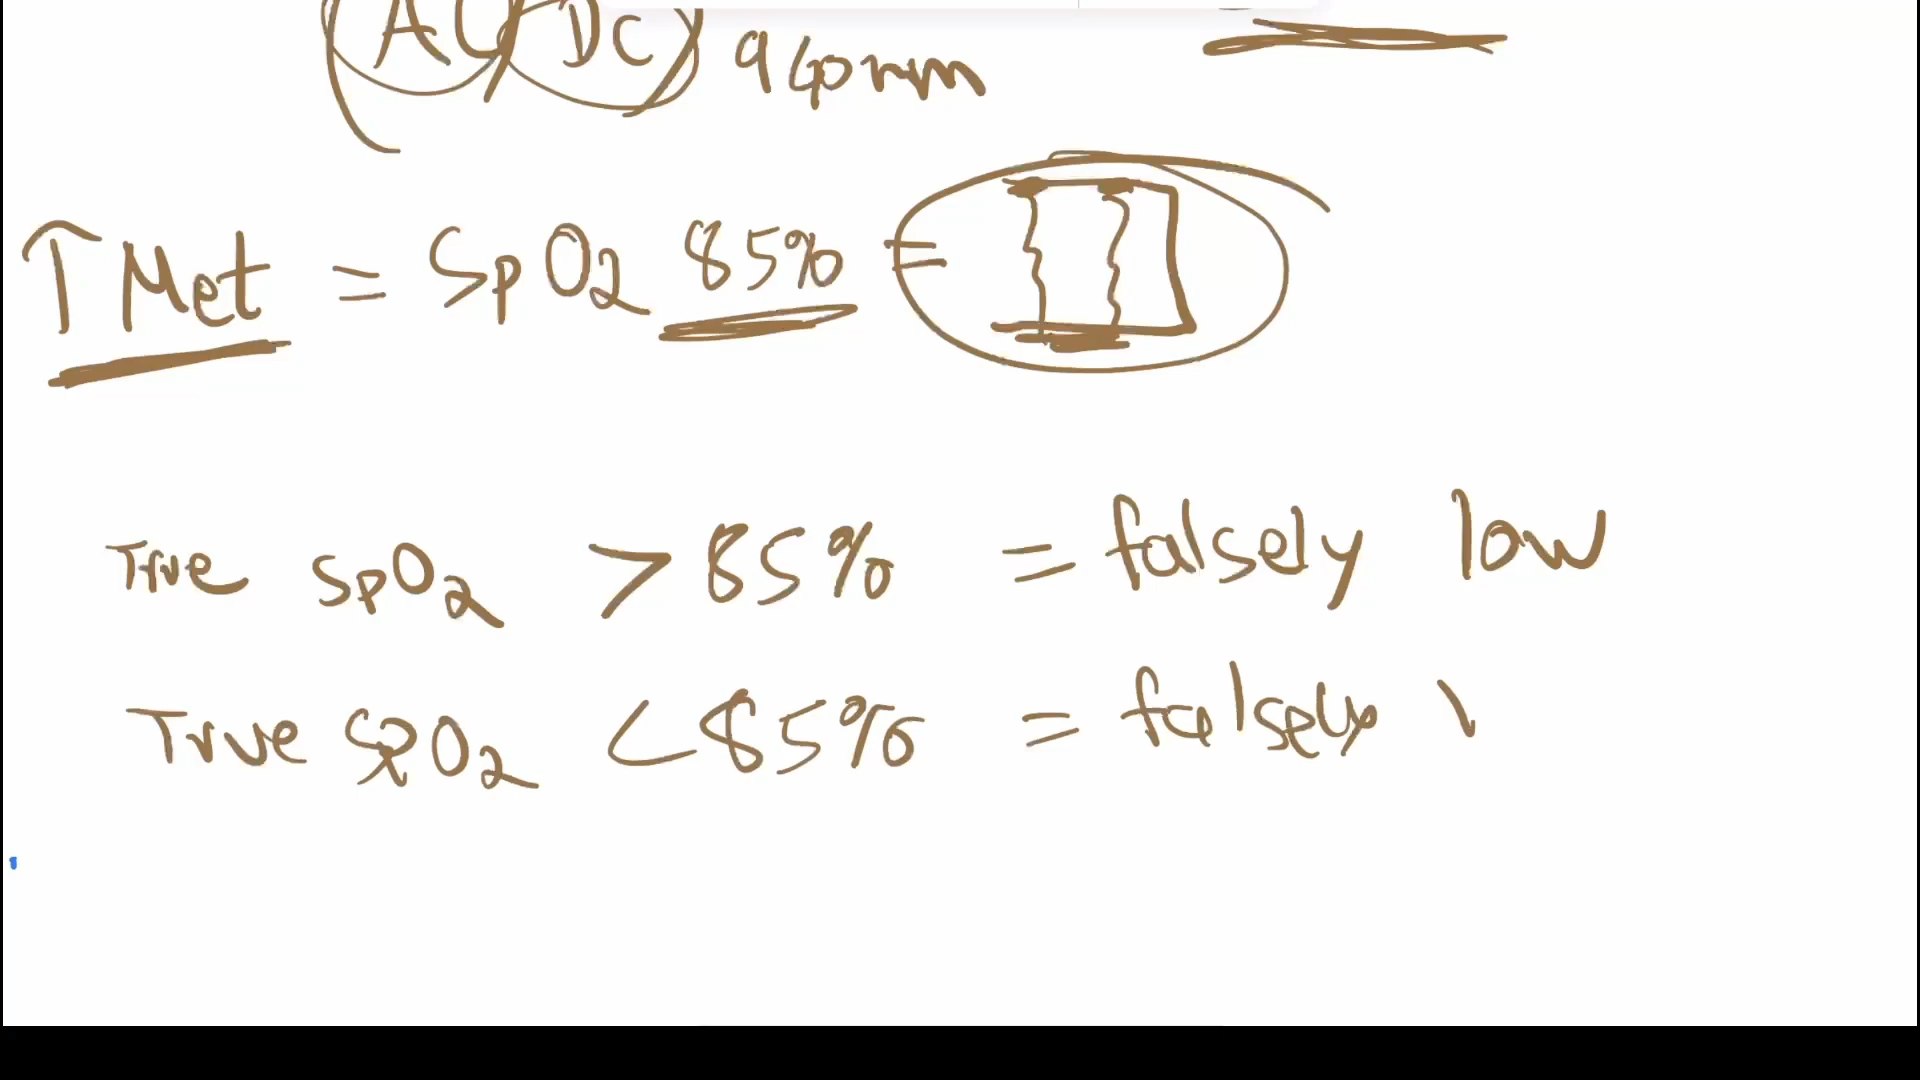 (AC/DC) 940nm
↑ Met = SpO2 85% =
True SpO2 > 85% = falsely low
True SpO2 < 85% = falsely